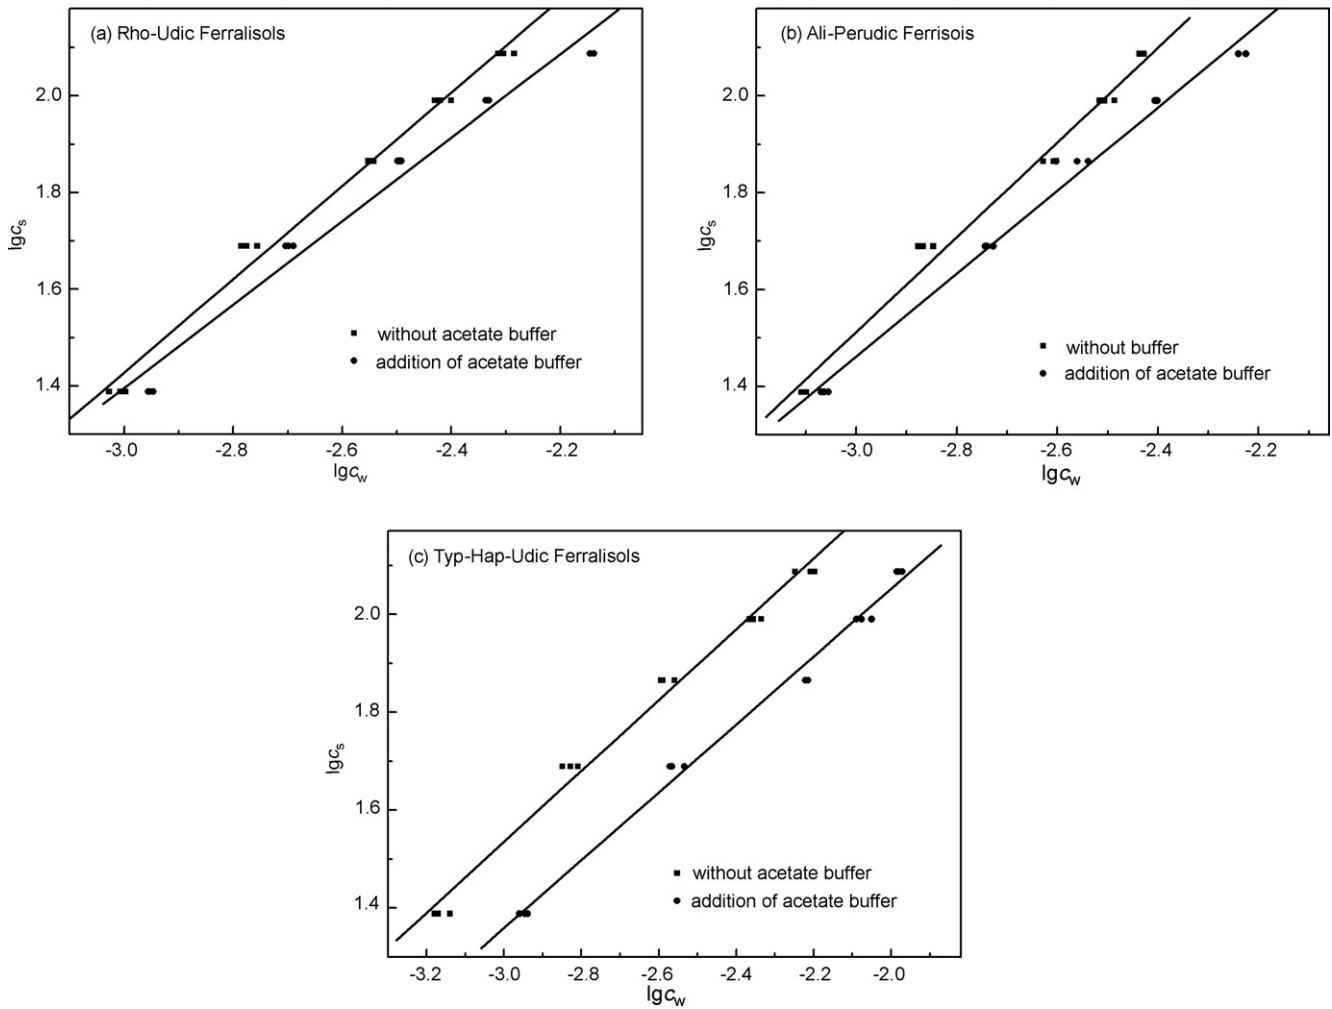 (a) Rho-Udic Ferralisols
2.0
1.8
1.6
1.4
lgcs
without acetate buffer
addition of acetate buffer
-3.0 -2.8 -2.6 -2.4 -2.2
lgcw
(b) Ali-Perudic Ferrisois
2.0
1.8
1.6
1.4
lgcs
without buffer
addition of acetate buffer
-3.0 -2.8 -2.6 -2.4 -2.2
lgcw
(c) Typ-Hap-Udic Ferralisols
2.0
1.8
1.6
1.4
lgcs
without acetate buffer
addition of acetate buffer
-3.2 -3.0 -2.8 -2.6 -2.4 -2.2 -2.0
lgcw